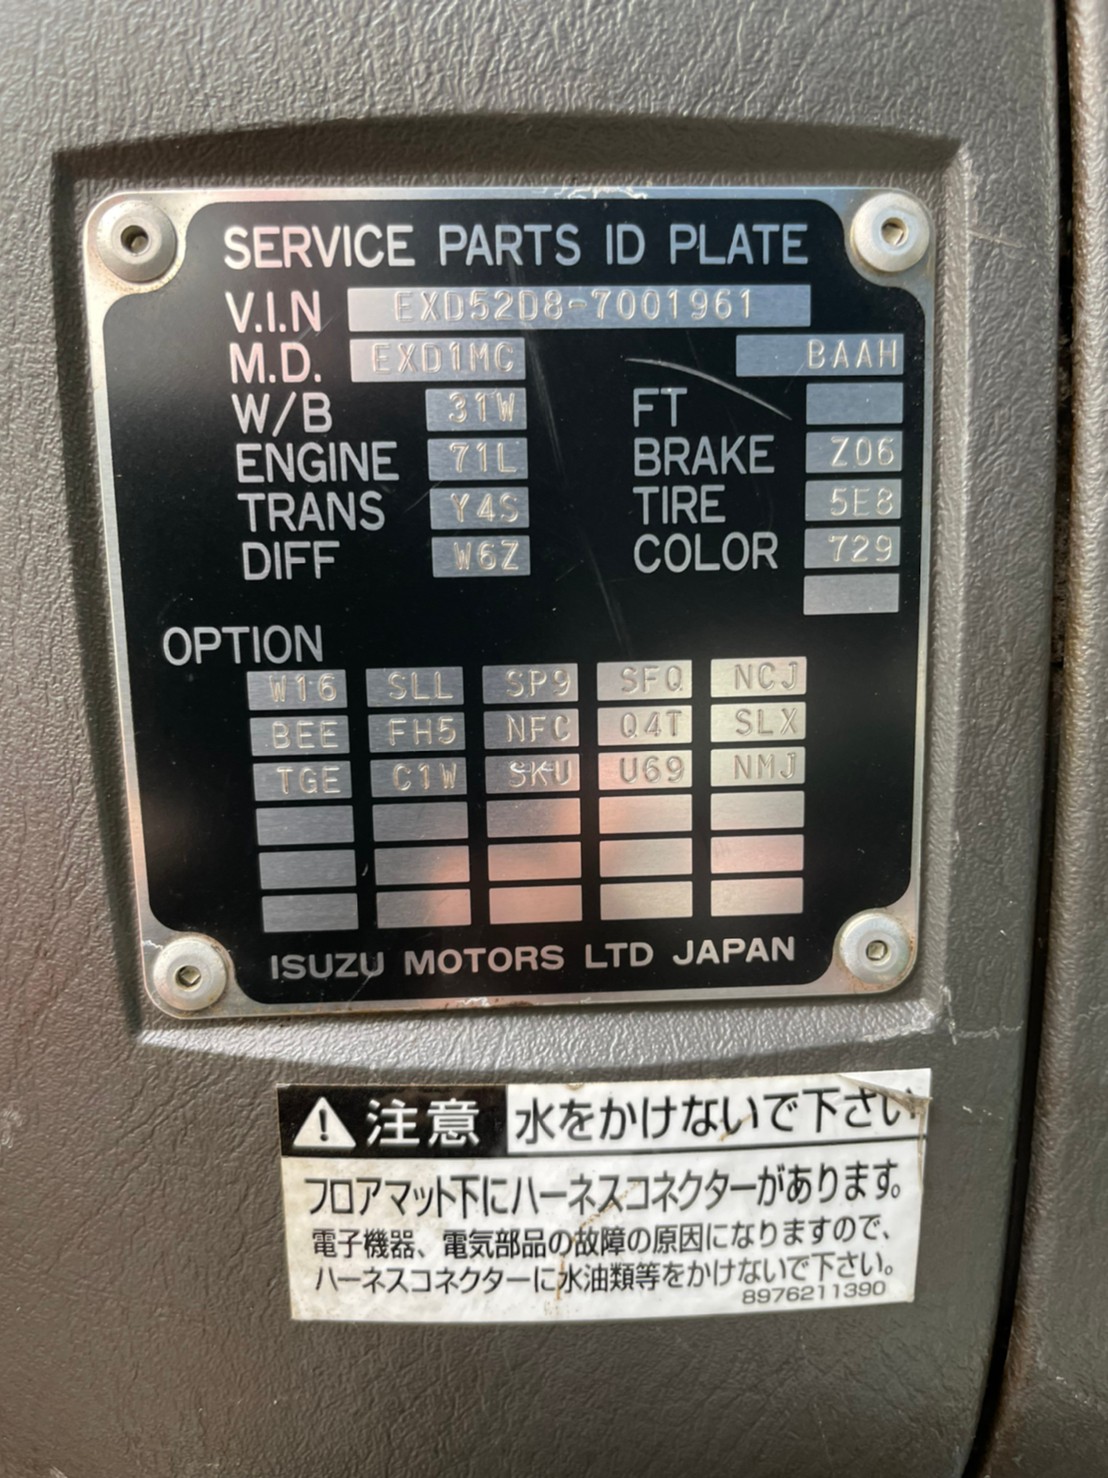 SERVICE PARTS ID PLATE
V.I.N EXD52D8-7001961
M.D. EXD1MC BAAH
W/B 31W FT
ENGINE 71L BRAKE Z06
TRANS Y4S TIRE 5E8
DIFF W6Z COLOR 729
OPTION
W16 SLL SP9 SFQ NCJ
BEE FH5 NFC Q4T SLX
TGE C1W SKU U69 NMJ
ISUZU MOTORS LTD JAPAN
注意 水をかけないで下さい
フロアマット下にハーネスコネクターがあります。
電子機器、電気部品の故障の原因になりますので、
ハーネスコネクターに水油類等をかけないで下さい。
8976211390